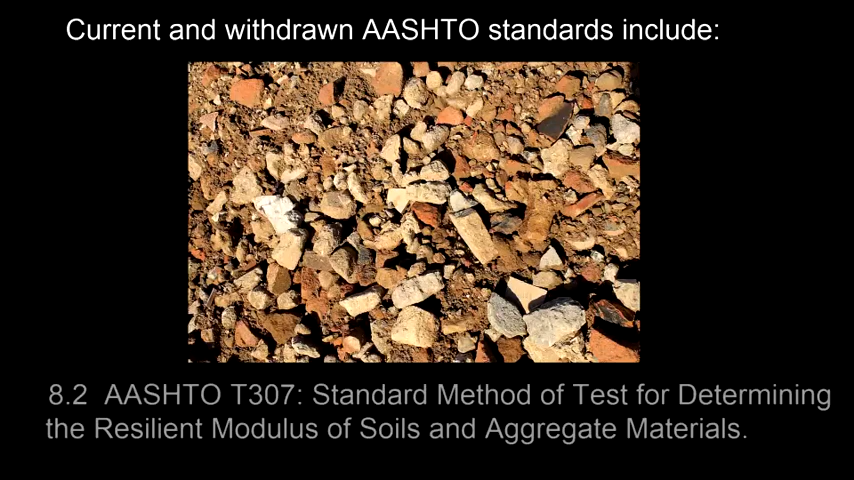 Current and withdrawn AASHTO standards include:
8.2 AASHTO T307: Standard Method of Test for Determining
the Resilient Modulus of Soils and Aggregate Materials.